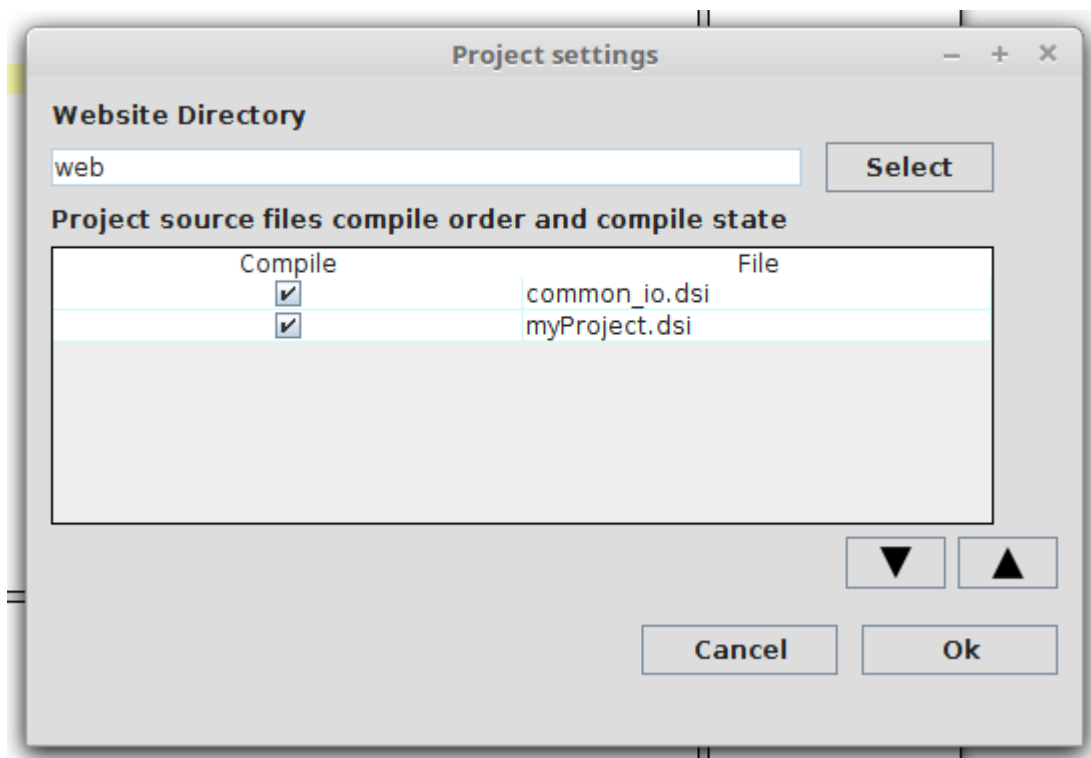 Project settings
Website Directory
web
Select
Project source files compile order and compile state
Compile File
common_io.dsi
myProject.dsi
Cancel Ok